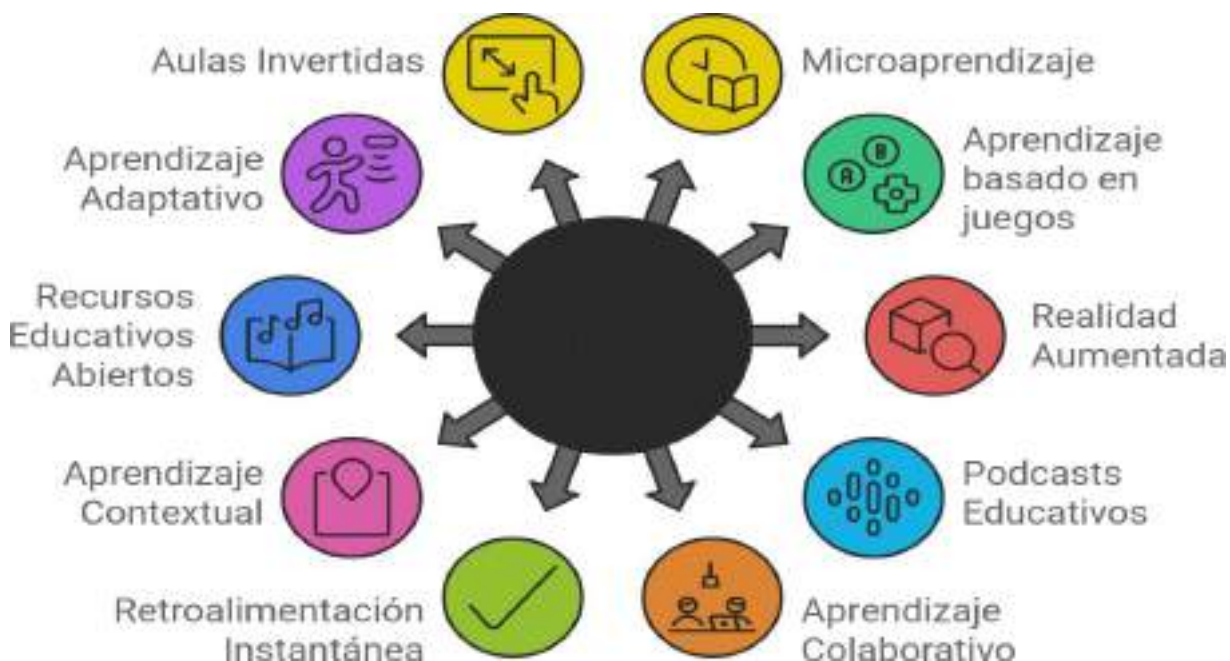 Aulas Invertidas
Microaprendizaje
Aprendizaje
Adaptativo
Aprendizaje
basado en
juegos
Recursos
Educativos
Abiertos
Realidad
Aumentada
Aprendizaje
Contextual
Podcasts
Educativos
Retroalimentación
Instantánea
Aprendizaje
Colaborativo
A
B